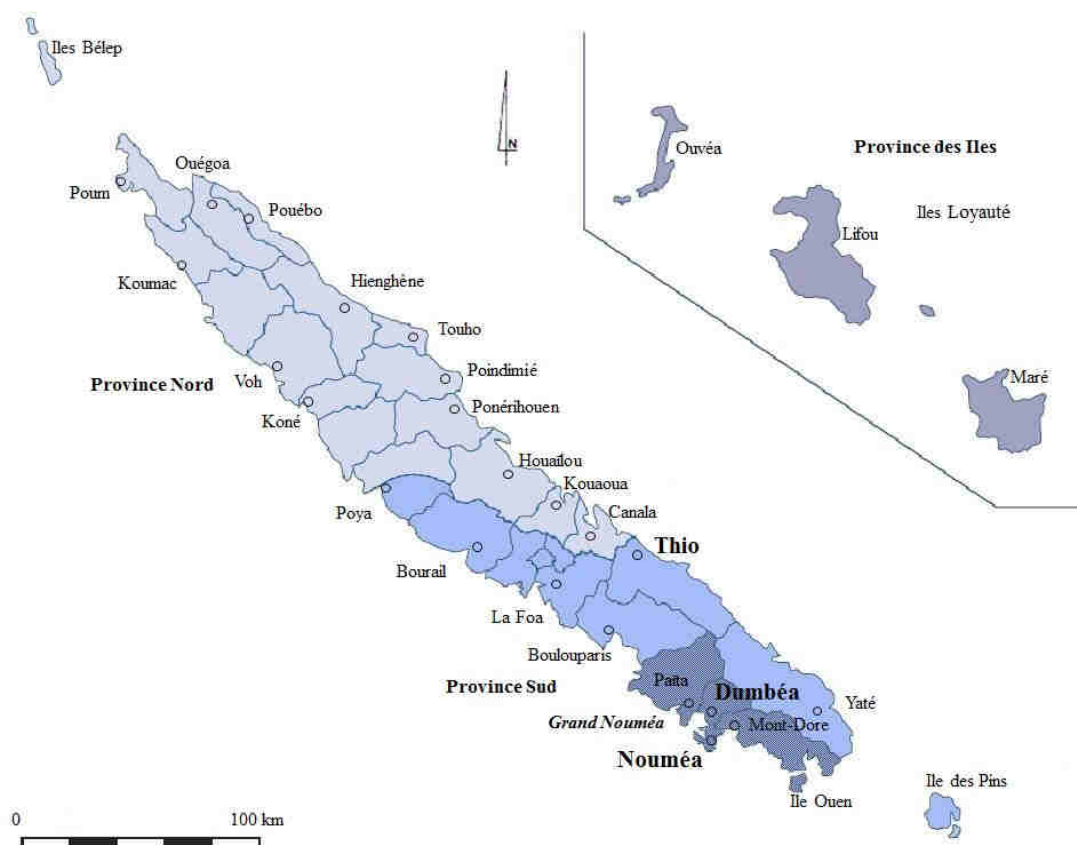 Iles Bélep
N
Ouvéa
Province des Iles
Ouégoa
Poum
Pouébo
Iles Loyauté
Lifou
Koumac
Hienghène
Touho
Province Nord
Voh
Poindimié
Maré
Koné
Ponérihouen
Houaïlou
Kouaoua
Poya
Canala
Thio
Bourail
La Foa
Boulouparis
Païta
Province Sud
Dumbéa
Yaté
Grand Nouméa
Mont-Dore
Nouméa
Ile des Pins
Ile Ouen
0
100 km